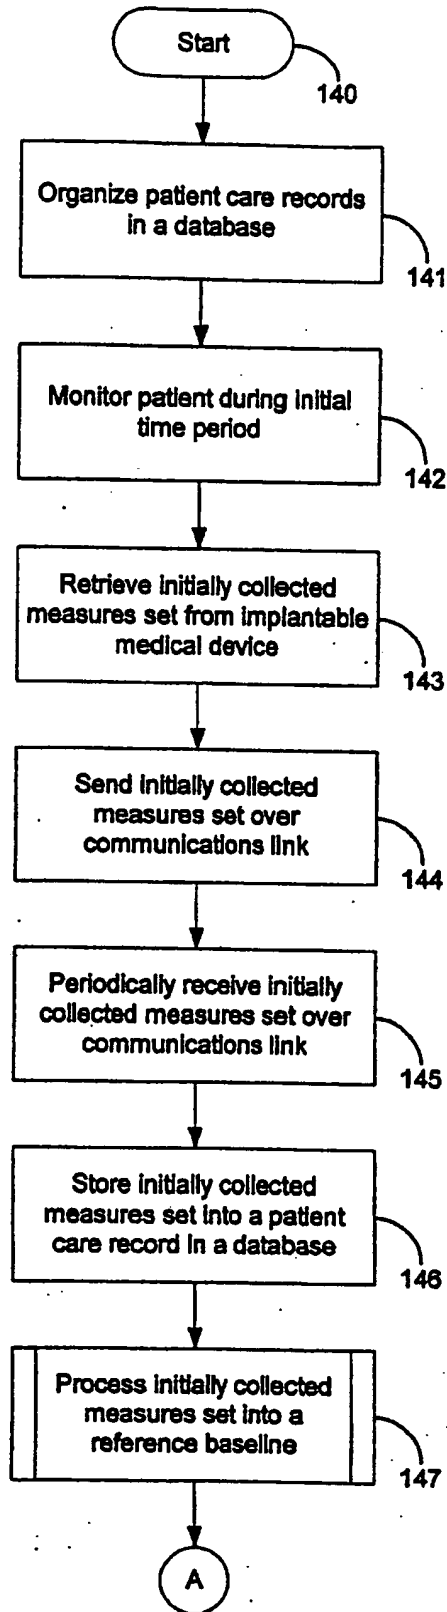 Start
140
Organize patient care records
in a database
141
Monitor patient during initial
time period
142
Retrieve initially collected
measures set from implantable
medical device
143
Send initially collected
measures set over
communications link
144
Periodically receive initially
collected measures set over
communications link
145
Store initially collected
measures set into a patient
care record in a database
146
Process initially collected
measures set into a
reference baseline
147
A